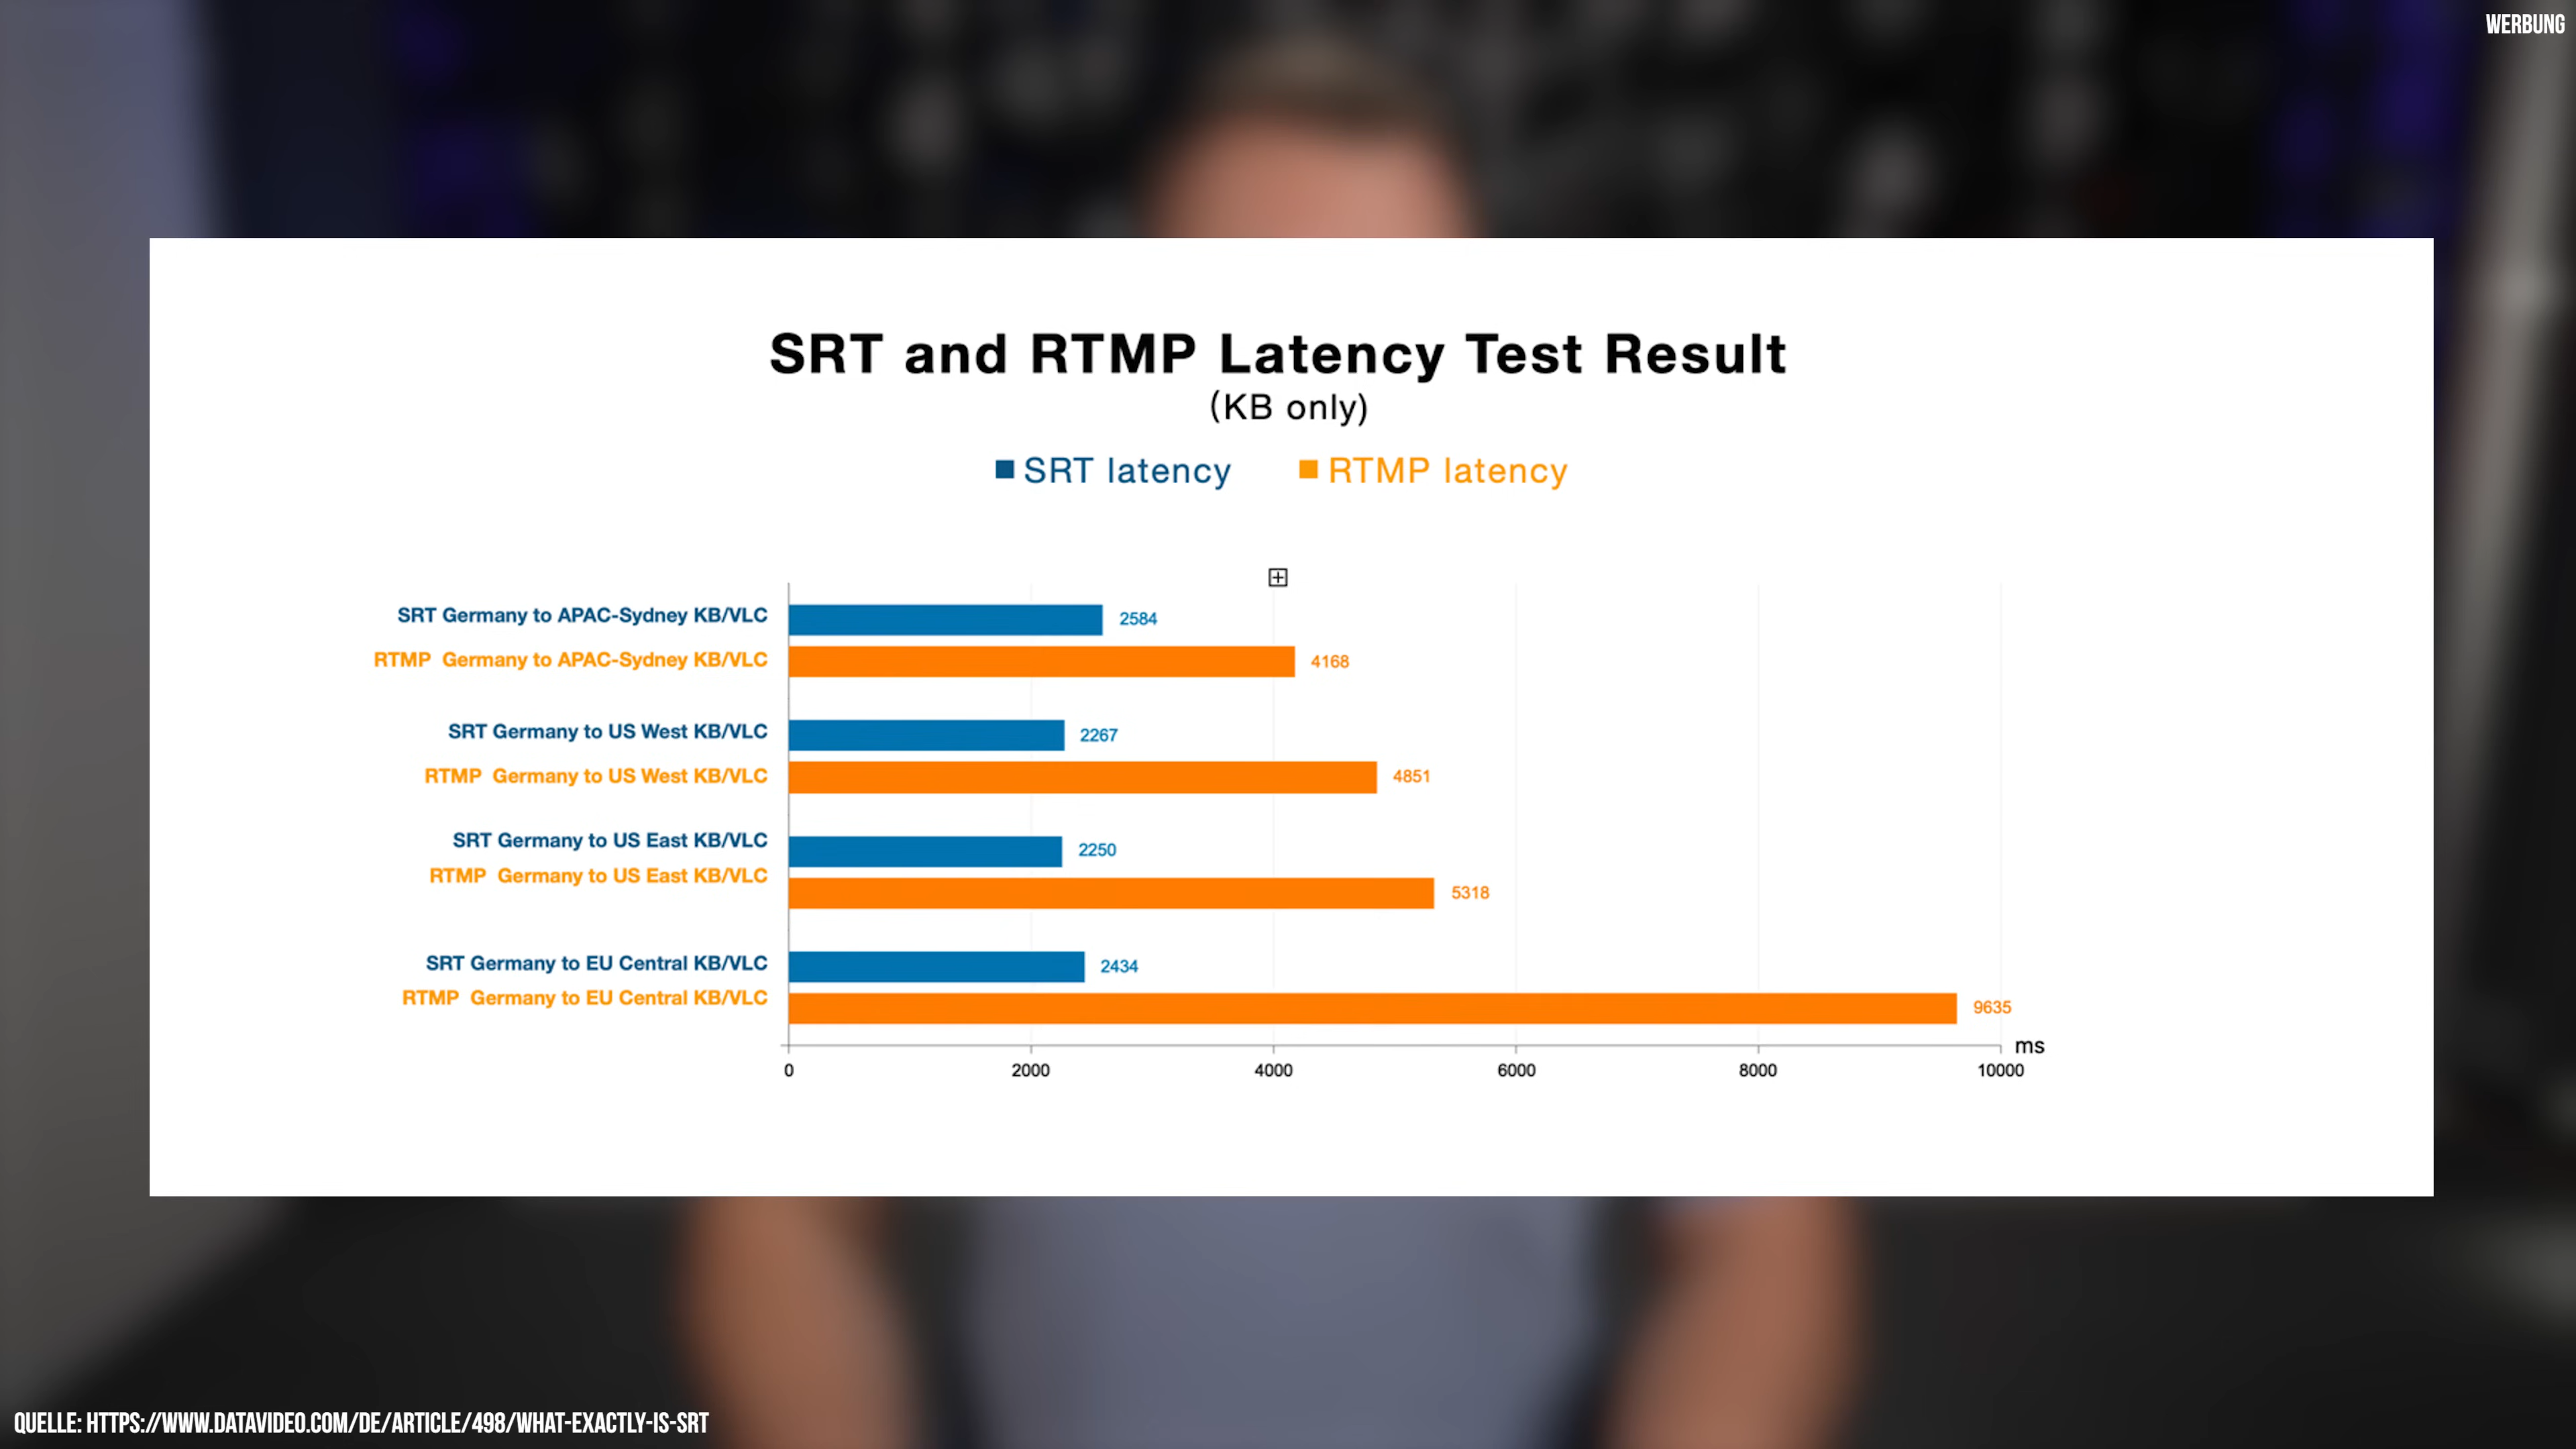 WERBUNG
SRT and RTMP Latency Test Result
(KB only)
SRT latency RTMP latency
SRT Germany to APAC-Sydney KB/VLC 2584
RTMP Germany to APAC-Sydney KB/VLC 4168
SRT Germany to US West KB/VLC 2267
RTMP Germany to US West KB/VLC 4851
SRT Germany to US East KB/VLC 2250
RTMP Germany to US East KB/VLC 5318
SRT Germany to EU Central KB/VLC 2434
RTMP Germany to EU Central KB/VLC 9635
ms
0 2000 4000 6000 8000 10000
QUELLE: HTTPS://WWW.DATAVIDEO.COM/DE/ARTICLE/498/WHAT-EXACTLY-IS-SRT